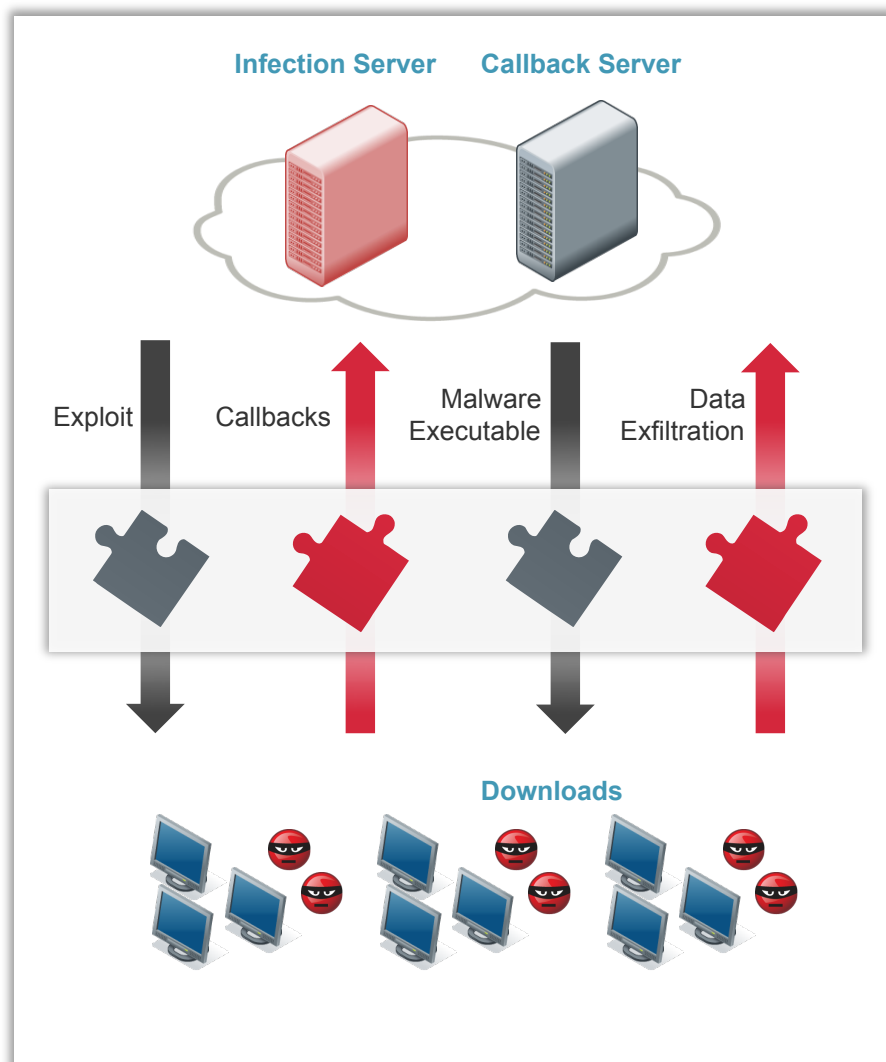 Infection Server
Callback Server
Exploit
Callbacks
Malware
Executable
Data
Exfiltration
Downloads